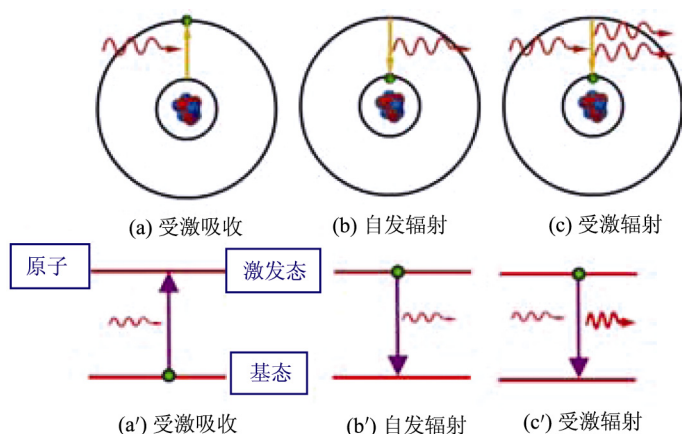 (a) 受激吸收
(b) 自发辐射
(c) 受激辐射
原子
激发态
基态
(a′) 受激吸收
(b′) 自发辐射
(c′) 受激辐射